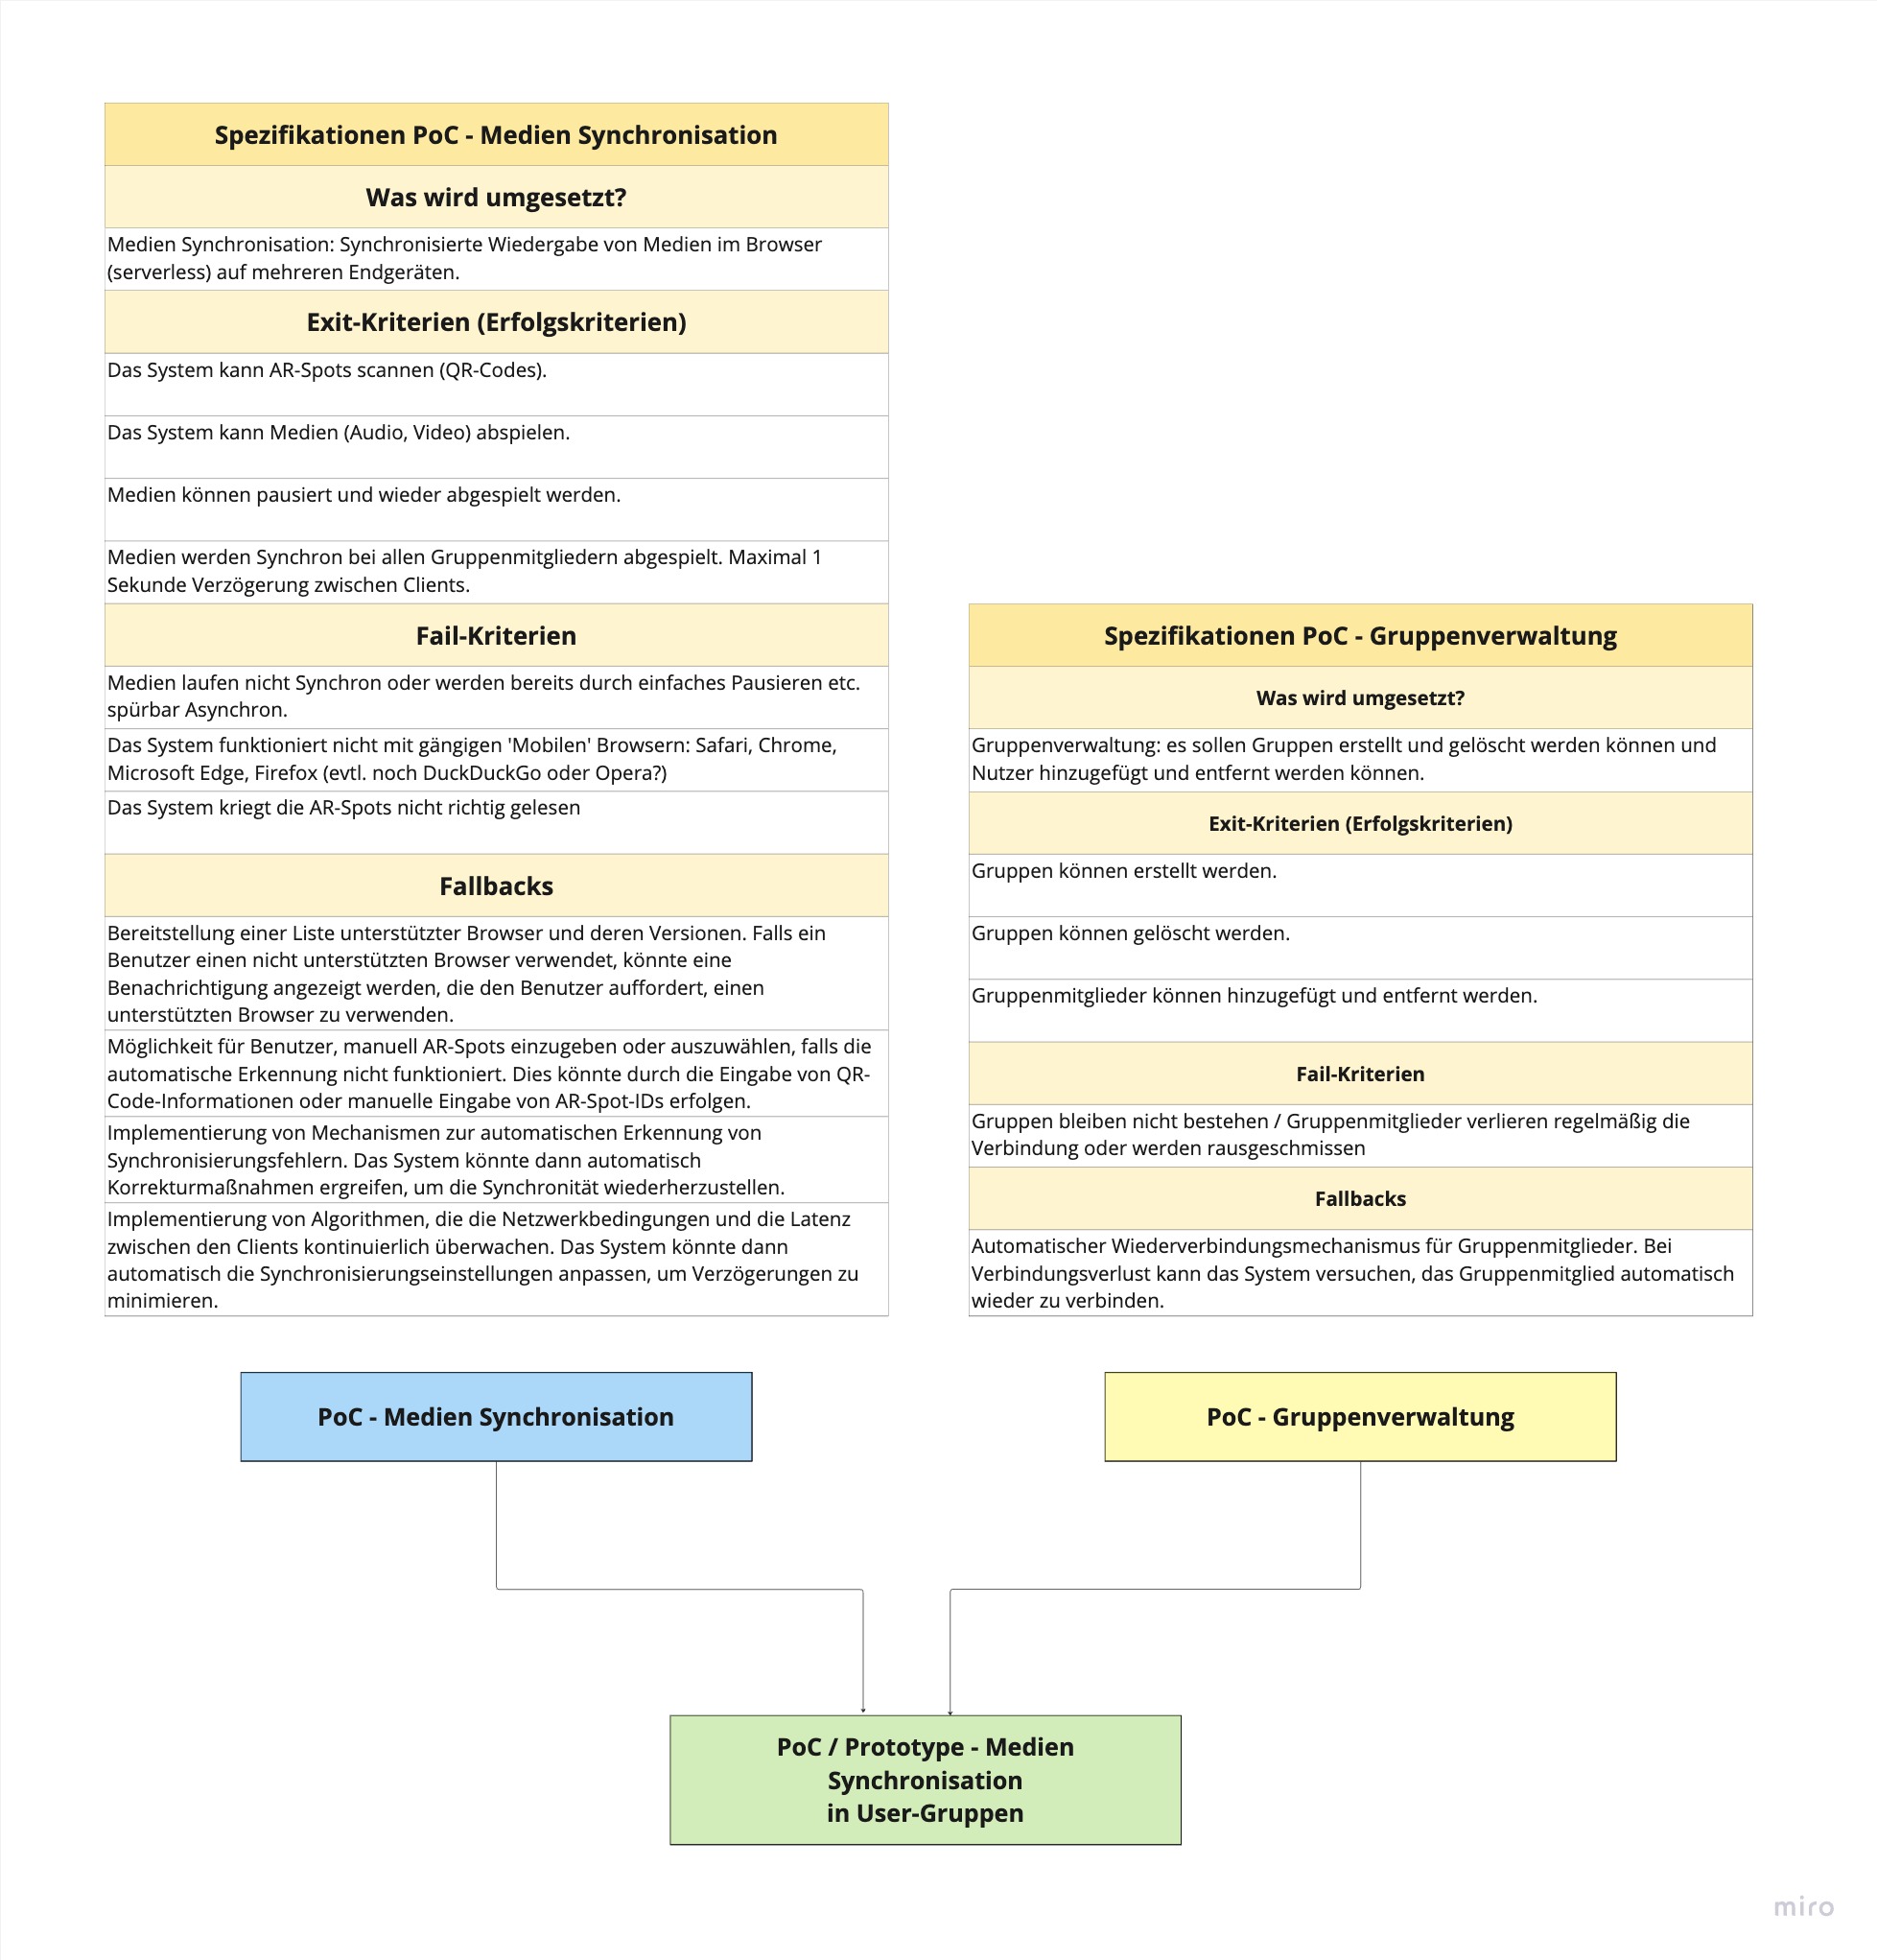 Spezifikationen PoC - Medien Synchronisation
Was wird umgesetzt?
Medien Synchronisation: Synchronisierte Wiedergabe von Medien im Browser
(serverless) auf mehreren Endgeräten.
Exit-Kriterien (Erfolgskriterien)
Das System kann AR-Spots scannen (QR-Codes).
Das System kann Medien (Audio, Video) abspielen.
Medien können pausiert und wieder abgespielt werden.
Medien werden Synchron bei allen Gruppenmitgliedern abgespielt. Maximal 1
Sekunde Verzögerung zwischen Clients.
Fail-Kriterien
Medien laufen nicht Synchron oder werden bereits durch einfaches Pausieren etc.
spürbar Asynchron.
Das System funktioniert nicht mit gängigen 'Mobilen' Browsern: Safari, Chrome,
Microsoft Edge, Firefox (evtl. noch DuckDuckGo oder Opera?)
Das System kriegt die AR-Spots nicht richtig gelesen
Fallbacks
Bereitstellung einer Liste unterstützter Browser und deren Versionen. Falls ein
Benutzer einen nicht unterstützten Browser verwendet, könnte eine
Benachrichtigung angezeigt werden, die den Benutzer auffordert, einen
unterstützten Browser zu verwenden.
Möglichkeit für Benutzer, manuell AR-Spots einzugeben oder auszuwählen, falls die
automatische Erkennung nicht funktioniert. Dies könnte durch die Eingabe von QR-
Code-Informationen oder manuelle Eingabe von AR-Spot-IDs erfolgen.
Implementierung von Mechanismen zur automatischen Erkennung von
Synchronisierungsfehlern. Das System könnte dann automatisch
Korrekturmaßnahmen ergreifen, um die Synchronität wiederherzustellen.
Implementierung von Algorithmen, die die Netzwerkbedingungen und die Latenz
zwischen den Clients kontinuierlich überwachen. Das System könnte dann
automatisch die Synchronisierungseinstellungen anpassen, um Verzögerungen zu
minimieren.
Spezifikationen PoC - Gruppenverwaltung
Was wird umgesetzt?
Gruppenverwaltung: es sollen Gruppen erstellt und gelöscht werden können und
Nutzer hinzugefügt und entfernt werden können.
Exit-Kriterien (Erfolgskriterien)
Gruppen können erstellt werden.
Gruppen können gelöscht werden.
Gruppenmitglieder können hinzugefügt und entfernt werden.
Fail-Kriterien
Gruppen bleiben nicht bestehen / Gruppenmitglieder verlieren regelmäßig die
Verbindung oder werden rausgeschmissen
Fallbacks
Automatischer Wiederverbindungsmechanismus für Gruppenmitglieder. Bei
Verbindungsverlust kann das System versuchen, das Gruppenmitglied automatisch
wieder zu verbinden.
PoC - Medien Synchronisation
PoC - Gruppenverwaltung
PoC / Prototype - Medien
Synchronisation
in User-Gruppen
miro